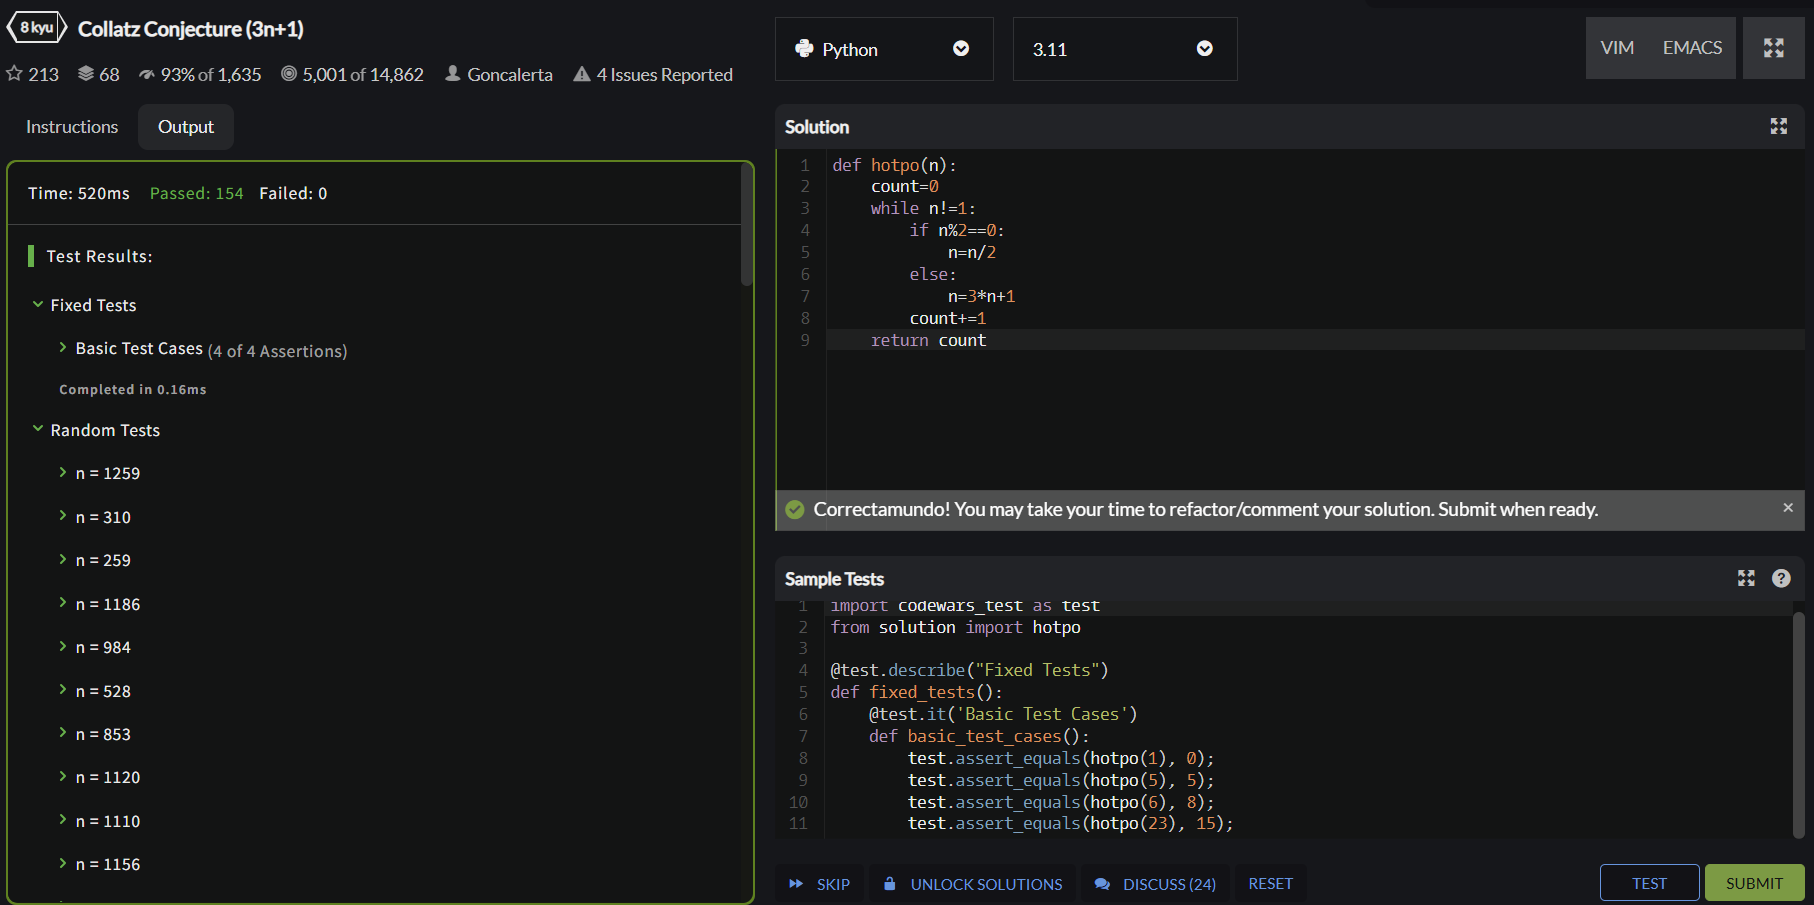 8 kyu Collatz Conjecture (3n+1)
213 68 93% of 1,635 5,001 of 14,862 Goncalerta 4 Issues Reported
Instructions Output
Time: 520ms Passed: 154 Failed: 0
Test Results:
Fixed Tests
Basic Test Cases (4 of 4 Assertions)
Completed in 0.16ms
Random Tests
n = 1259
n = 310
n = 259
n = 1186
n = 984
n = 528
n = 853
n = 1120
n = 1110
n = 1156
Python 3.11 VIM EMACS
Solution
1 def hotpo(n):
2     count=0
3     while n!=1:
4         if n%2==0:
5             n=n/2
6         else:
7             n=3*n+1
8         count+=1
9     return count
Correctamundo! You may take your time to refactor/comment your solution. Submit when ready. ×
Sample Tests ?
1 import codewars_test as test
2 from solution import hotpo
3
4 @test.describe("Fixed Tests")
5 def fixed_tests():
6     @test.it('Basic Test Cases')
7     def basic_test_cases():
8         test.assert_equals(hotpo(1), 0);
9         test.assert_equals(hotpo(5), 5);
10         test.assert_equals(hotpo(6), 8);
11         test.assert_equals(hotpo(23), 15);
SKIP UNLOCK SOLUTIONS DISCUSS (24) RESET TEST SUBMIT